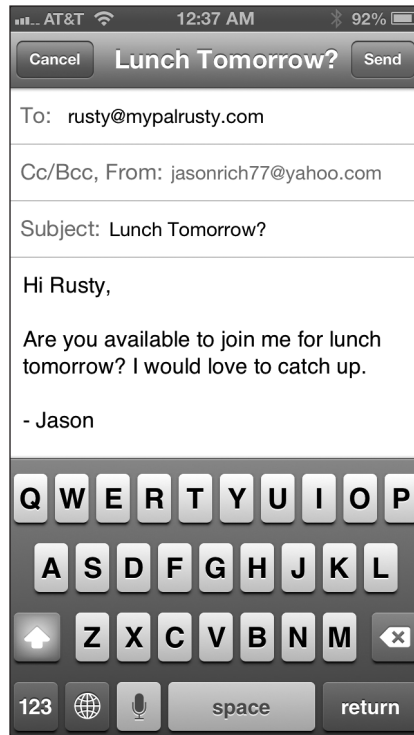 AT&T 12:37 AM 92%
Cancel Lunch Tomorrow? Send
To: rusty@mypalrusty.com
Cc/Bcc, From: jasonrich77@yahoo.com
Subject: Lunch Tomorrow?
Hi Rusty,
Are you available to join me for lunch
tomorrow? I would love to catch up.
- Jason
Q W E R T Y U I O P
A S D F G H J K L
Z X C V B N M
123 space return